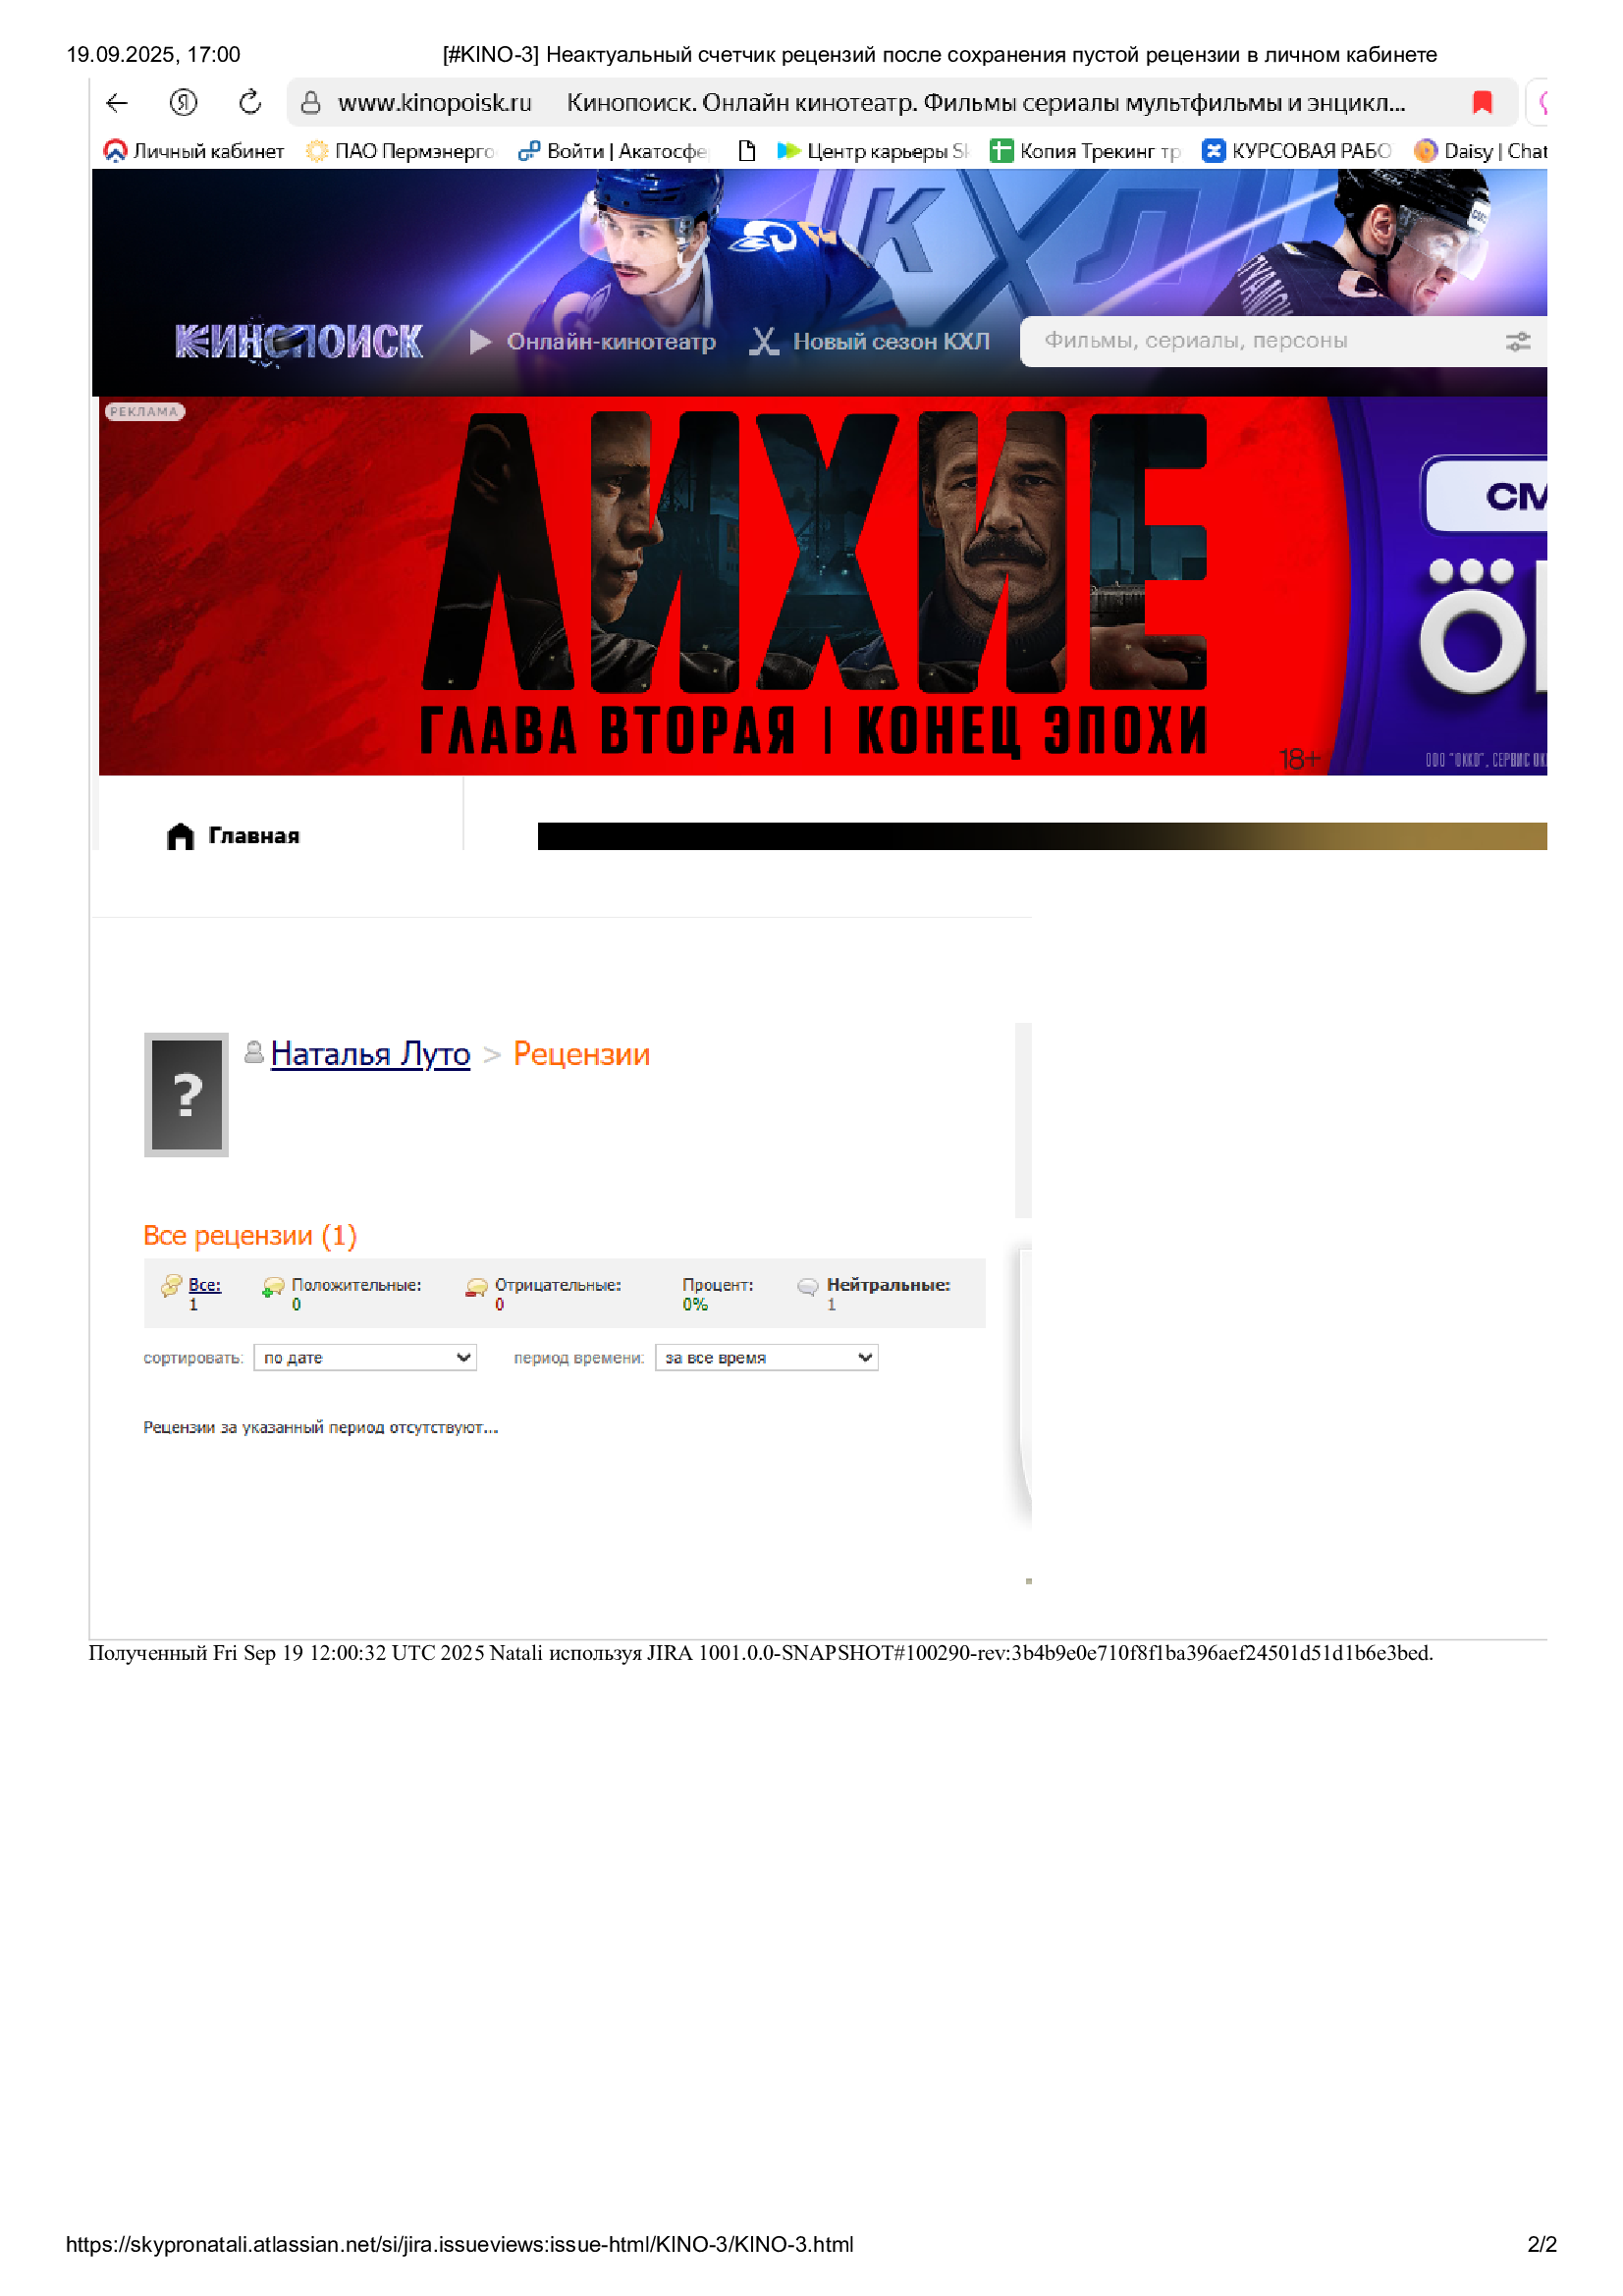 19.09.2025, 17:00 [#KINO-3] Неактуальный счетчик рецензий после сохранения пустой рецензии в личном кабинете
www.kinopoisk.ru Кинопоиск. Онлайн кинотеатр. Фильмы сериалы мультфильмы и энцикл...
Личный кабинет ПАО Пермэнерго Войти | Акатосфе Центр карьеры Sk Копия Трекинг тр КУРСОВАЯ РАБО Daisy | Chat
КХЛ
КИНОПОИСК Онлайн-кинотеатр Новый сезон КХЛ Фильмы, сериалы, персоны
РЕКЛАМА
ЛИХИЕ
СМ
ГЛАВА ВТОРАЯ | КОНЕЦ ЭПОХИ
18+ ООО "ОККО", СЕРВИС
Главная
Наталья Луто > Рецензии
?
Все рецензии (1)
Все: Положительные: Отрицательные: Процент: Нейтральные:
1 0 0 0% 1
сортировать: по дате период времени: за все время
Рецензии за указанный период отсутствуют...
Полученный Fri Sep 19 12:00:32 UTC 2025 Natali используя JIRA 1001.0.0-SNAPSHOT#100290-rev:3b4b9e0e710f8f1ba396aef24501d51d1b6e3bed.
https://skypronatali.atlassian.net/si/jira.issueviews:issue-html/KINO-3/KINO-3.html 2/2